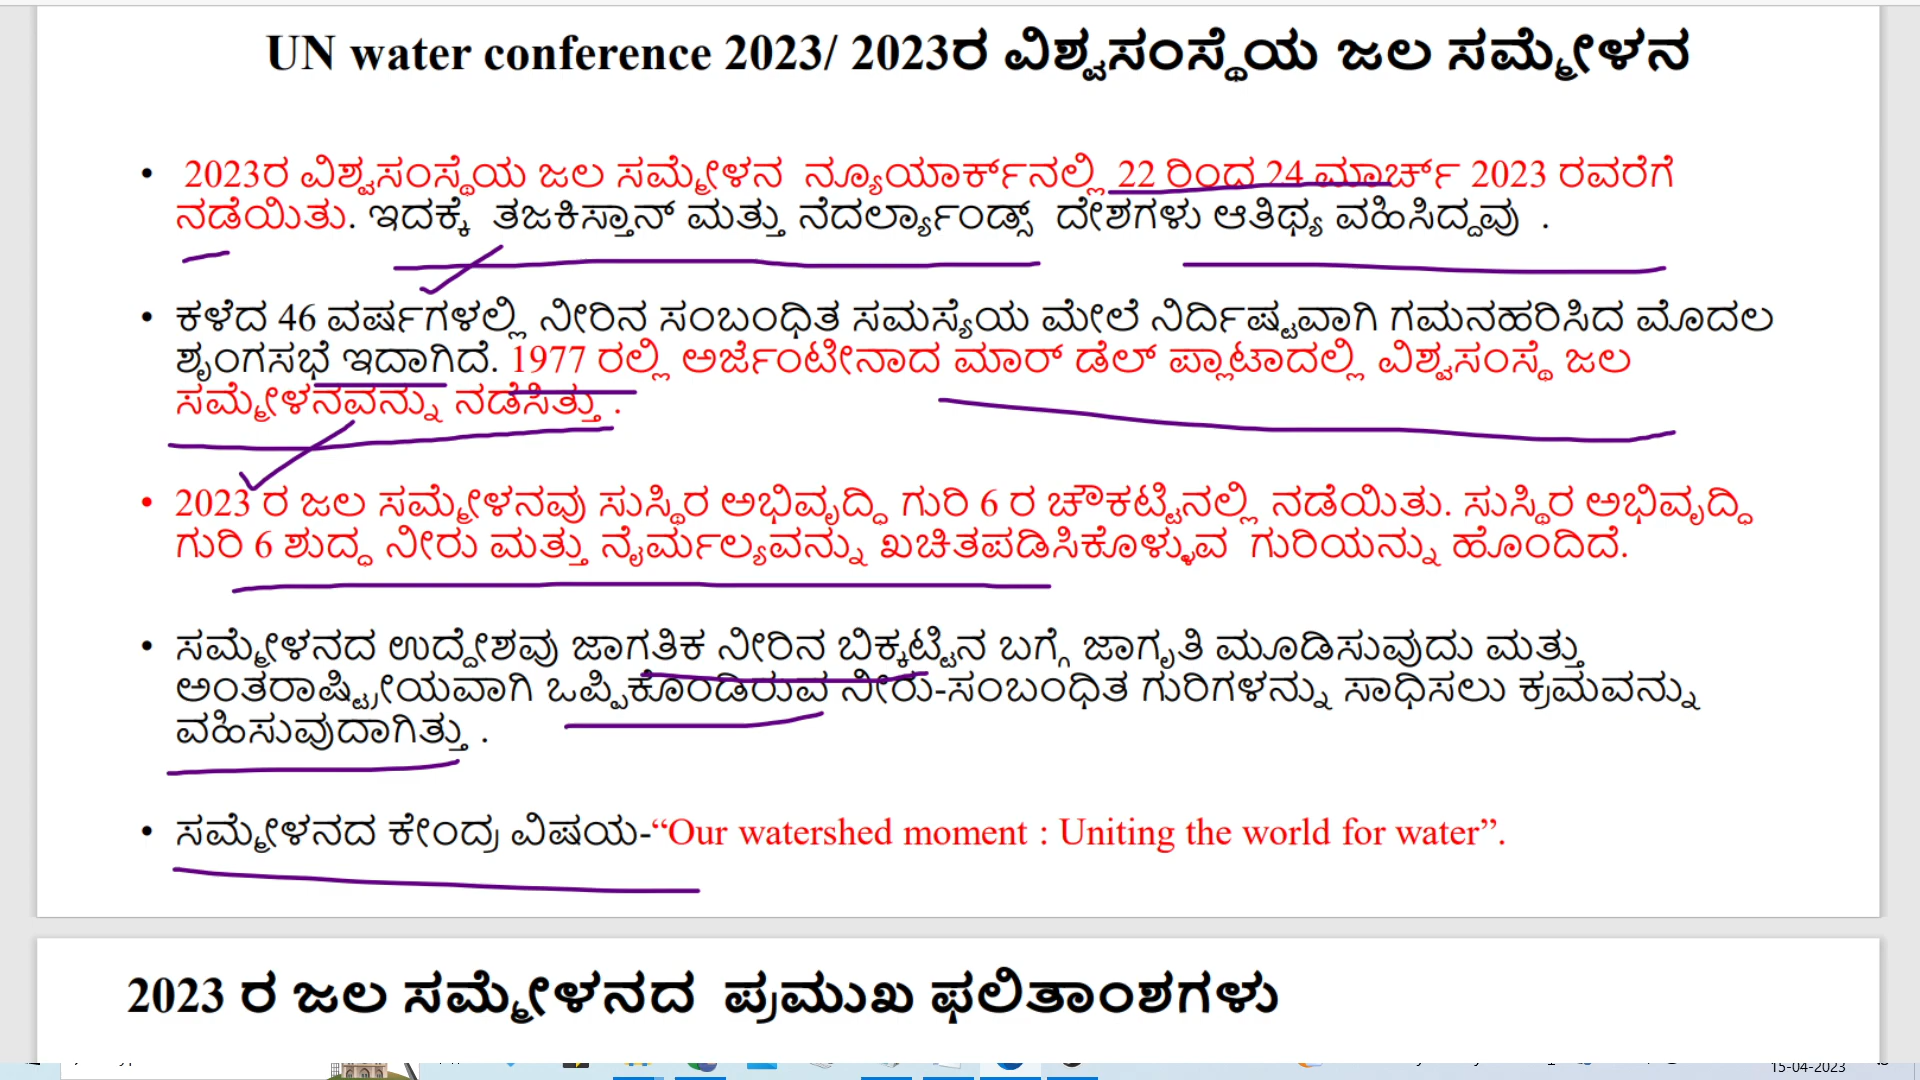 UN water conference 2023/ 2023ರ ವಿಶ್ವಸಂಸ್ಥೆಯ ಜಲ ಸಮ್ಮೇಳನ
• 2023ರ ವಿಶ್ವಸಂಸ್ಥೆಯ ಜಲ ಸಮ್ಮೇಳನ ನ್ಯೂಯಾರ್ಕ್‌ನಲ್ಲಿ 22 ರಿಂದ 24 ಮಾರ್ಚ್ 2023 ರವರೆಗೆ
ನಡೆಯಿತು. ಇದಕ್ಕೆ ತಜಕಿಸ್ತಾನ್ ಮತ್ತು ನೆದರ್ಲ್ಯಾಂಡ್ಸ್ ದೇಶಗಳು ಆತಿಥ್ಯ ವಹಿಸಿದ್ದವು .
• ಕಳೆದ 46 ವರ್ಷಗಳಲ್ಲಿ ನೀರಿನ ಸಂಬಂಧಿತ ಸಮಸ್ಯೆಯ ಮೇಲೆ ನಿರ್ದಿಷ್ಟವಾಗಿ ಗಮನಹರಿಸಿದ ಮೊದಲ
ಶೃಂಗಸಭೆ ಇದಾಗಿದೆ. 1977 ರಲ್ಲಿ ಅರ್ಜೆಂಟೀನಾದ ಮಾರ್ ಡೆಲ್ ಪ್ಲಾಟಾದಲ್ಲಿ ವಿಶ್ವಸಂಸ್ಥೆ ಜಲ
ಸಮ್ಮೇಳನವನ್ನು ನಡೆಸಿತ್ತು .
• 2023 ರ ಜಲ ಸಮ್ಮೇಳನವು ಸುಸ್ಥಿರ ಅಭಿವೃದ್ಧಿ ಗುರಿ 6 ರ ಚೌಕಟ್ಟಿನಲ್ಲಿ ನಡೆಯಿತು. ಸುಸ್ಥಿರ ಅಭಿವೃದ್ಧಿ
ಗುರಿ 6 ಶುದ್ಧ ನೀರು ಮತ್ತು ನೈರ್ಮಲ್ಯವನ್ನು ಖಚಿತಪಡಿಸಿಕೊಳ್ಳುವ ಗುರಿಯನ್ನು ಹೊಂದಿದೆ.
• ಸಮ್ಮೇಳನದ ಉದ್ದೇಶವು ಜಾಗತಿಕ ನೀರಿನ ಬಿಕ್ಕಟ್ಟಿನ ಬಗ್ಗೆ ಜಾಗೃತಿ ಮೂಡಿಸುವುದು ಮತ್ತು
ಅಂತರಾಷ್ಟ್ರೀಯವಾಗಿ ಒಪ್ಪಿಕೊಂಡಿರುವ ನೀರು-ಸಂಬಂಧಿತ ಗುರಿಗಳನ್ನು ಸಾಧಿಸಲು ಕ್ರಮವನ್ನು
ವಹಿಸುವುದಾಗಿತ್ತು .
• ಸಮ್ಮೇಳನದ ಕೇಂದ್ರ ವಿಷಯ-“Our watershed moment : Uniting the world for water”.
2023 ರ ಜಲ ಸಮ್ಮೇಳನದ ಪ್ರಮುಖ ಫಲಿತಾಂಶಗಳು
15-04-2023